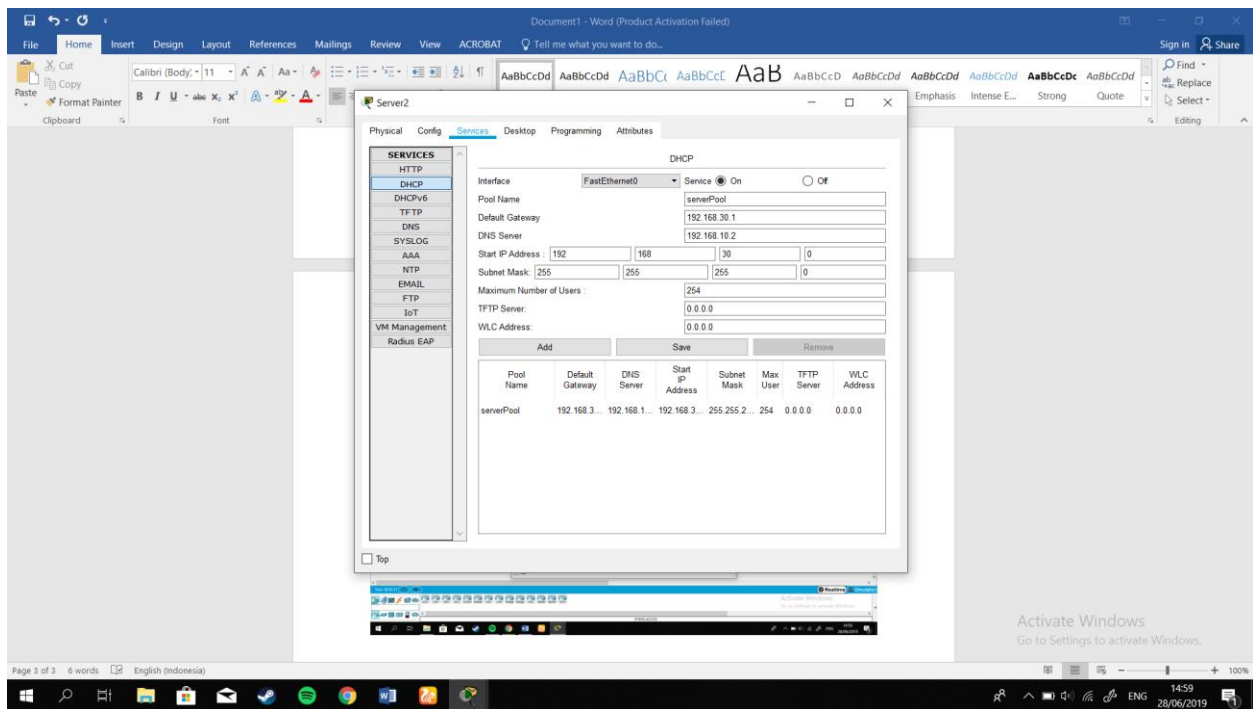 Document1 - Word (Product Activation Failed)
File Home Insert Design Layout References Mailings Review View ACROBAT Tell me what you want to do... Sign in Share
Cut
Copy
Format Painter
Paste
Clipboard
Calibri (Body) 11
Font
AaBbCcDd AaBbCcDd AaBbC( AaBbCcE AaB AaBbCcD AaBbCcDd AaBbCcDd AaBbCcDd AaBbCcDc AaBbCcDd
Emphasis Intense E... Strong Quote
Find
Replace
Select
Editing
Server2
Physical Config Services Desktop Programming Attributes
SERVICES
HTTP
DHCP
DHCPv6
TFTP
DNS
SYSLOG
AAA
NTP
EMAIL
FTP
IoT
VM Management
Radius EAP
DHCP
Interface FastEthernet0 Service On Off
Pool Name serverPool
Default Gateway 192.168.30.1
DNS Server 192.168.10.2
Start IP Address : 192 168 30 0
Subnet Mask: 255 255 255 0
Maximum Number of Users : 254
TFTP Server: 0.0.0.0
WLC Address: 0.0.0.0
Add Save Remove
Pool Name Default Gateway DNS Server Start IP Address Subnet Mask Max User TFTP Server WLC Address
serverPool 192.168.3... 192.168.1... 192.168.3... 255.255.2... 254 0.0.0.0 0.0.0.0
Top
Realtime
Activate Windows
Go to Settings to activate Windows.
Page 3 of 3 6 words English (Indonesia) 100%
ENG 14:59
28/06/2019